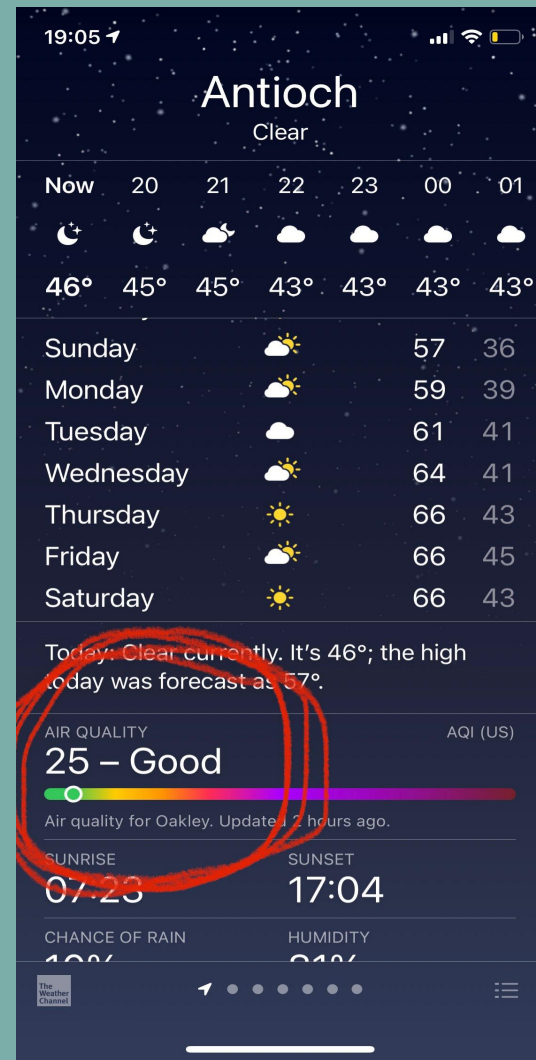 19:05
Antioch
Clear
Now 20 21 22 23 00 01
46° 45° 45° 43° 43° 43° 43°
Sunday 57 36
Monday 59 39
Tuesday 61 41
Wednesday 64 41
Thursday 66 43
Friday 66 45
Saturday 66 43
Today: Clear currently. It's 46°; the high
today was forecast as 57°.
AIR QUALITY AQI (US)
25 – Good
Air quality for Oakley. Updated 2 hours ago.
SUNRISE SUNSET
07:23 17:04
CHANCE OF RAIN HUMIDITY
The
Weather
Channel